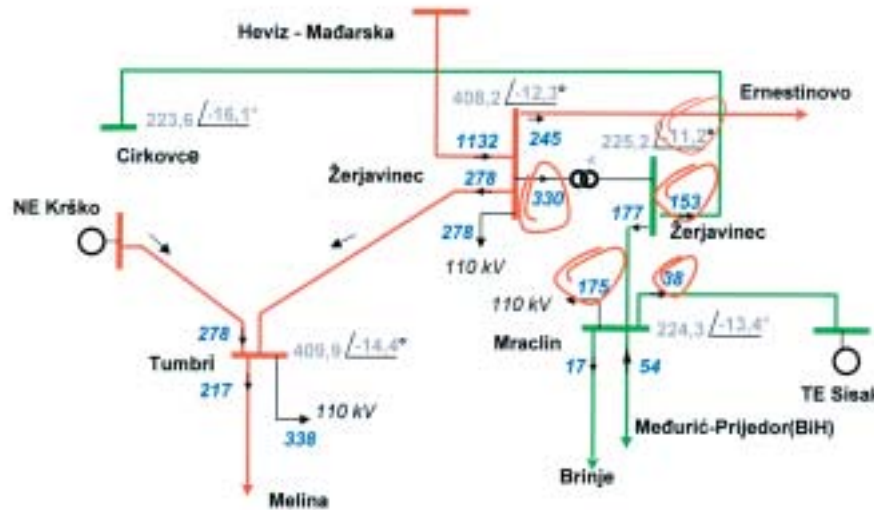 Heviz - Mađarska
408,2 /-12,3°
Ernestinovo
223,6 /-16,1°
Cirkovce
1132
245
225,2 /-11,2°
Žerjavinec
278
330
153
NE Krško
278
177
Žerjavinec
110 kV
175
38
110 kV
278
409,9 /-14,4°
Mraclin
224,3 /-13,4°
Tumbri
17
54
TE Sisak
217
110 kV
338
Međurić-Prijedor(BiH)
Brinje
Melina